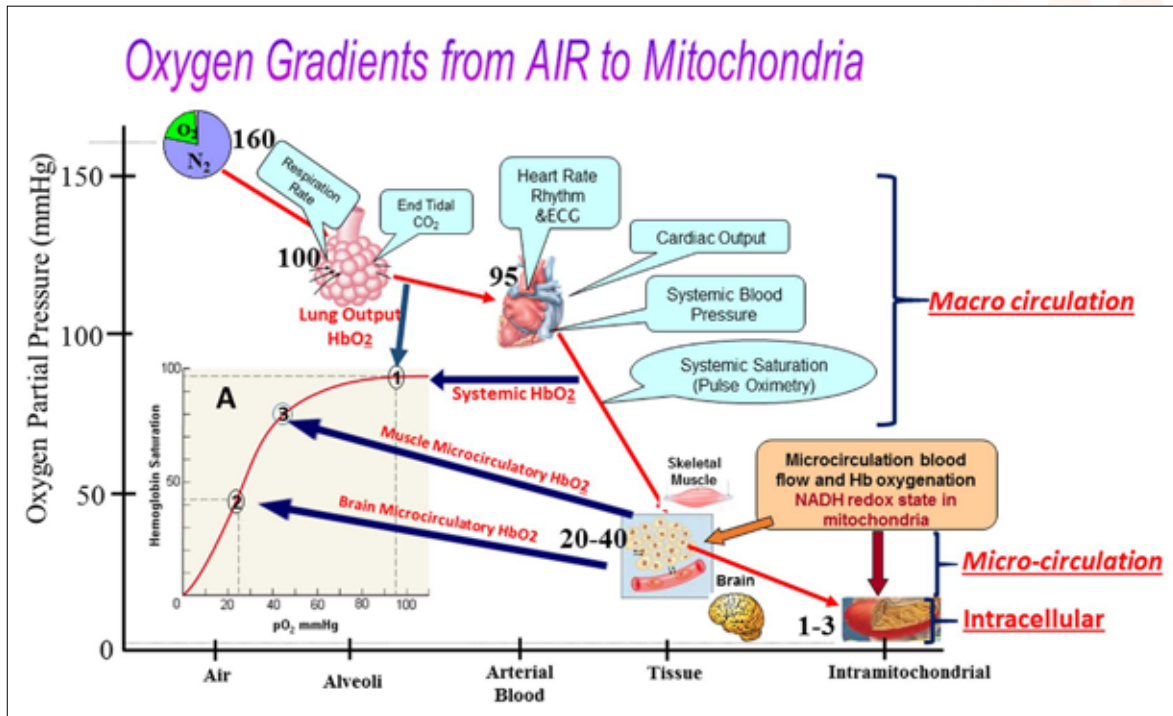 Oxygen Gradients from AIR to Mitochondria
Oxygen Partial Pressure (mmHg)
150
100
50
0
O2
N2
160
Respiration
Rate
End Tidal
CO2
100
Heart Rate
Rhythm
&ECG
95
Cardiac Output
Systemic Blood
Pressure
Systemic Saturation
(Pulse Oximetry)
Macro circulation
Lung Output
HbO2
Systemic HbO2
A
Hemoglobin Saturation
100
50
0
20
40
60
80
100
pO2 mmHg
1
3
2
Muscle Microcirculatory HbO2
Brain Microcirculatory HbO2
Skeletal
Muscle
20-40
Brain
Microcirculation blood
flow and Hb oxygenation
NADH redox state in
mitochondria
Micro-circulation
1-3
Intracellular
Air
Alveoli
Arterial
Blood
Tissue
Intramitochondrial